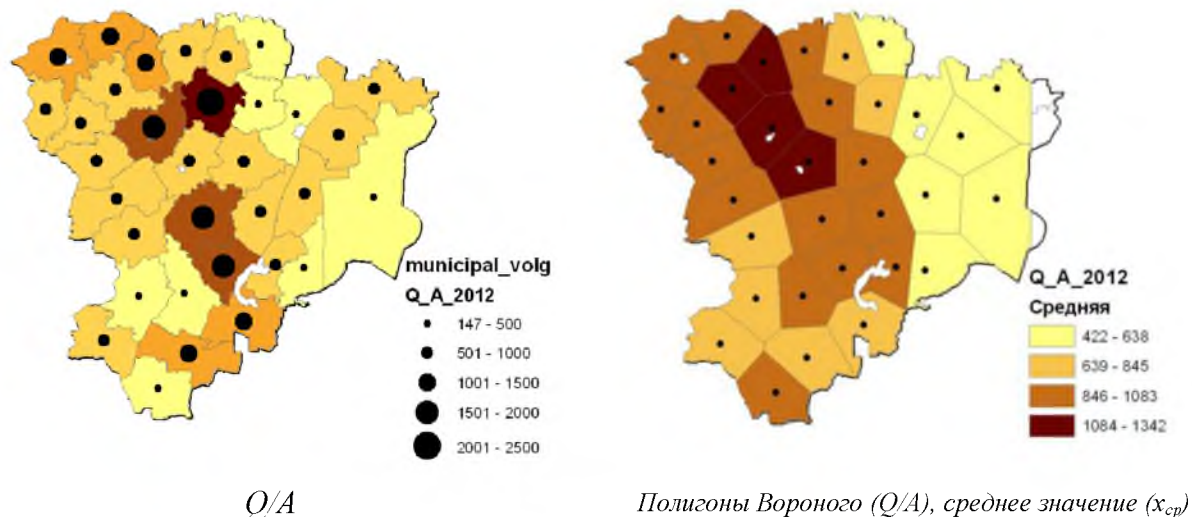 municipal_volg
Q_A_2012
147 - 500
501 - 1000
1001 - 1500
1501 - 2000
2001 - 2500
Q/A
Q_A_2012
Средняя
422 - 638
639 - 845
846 - 1083
1084 - 1342
Полигоны Вороного (Q/A), среднее значение (xср)